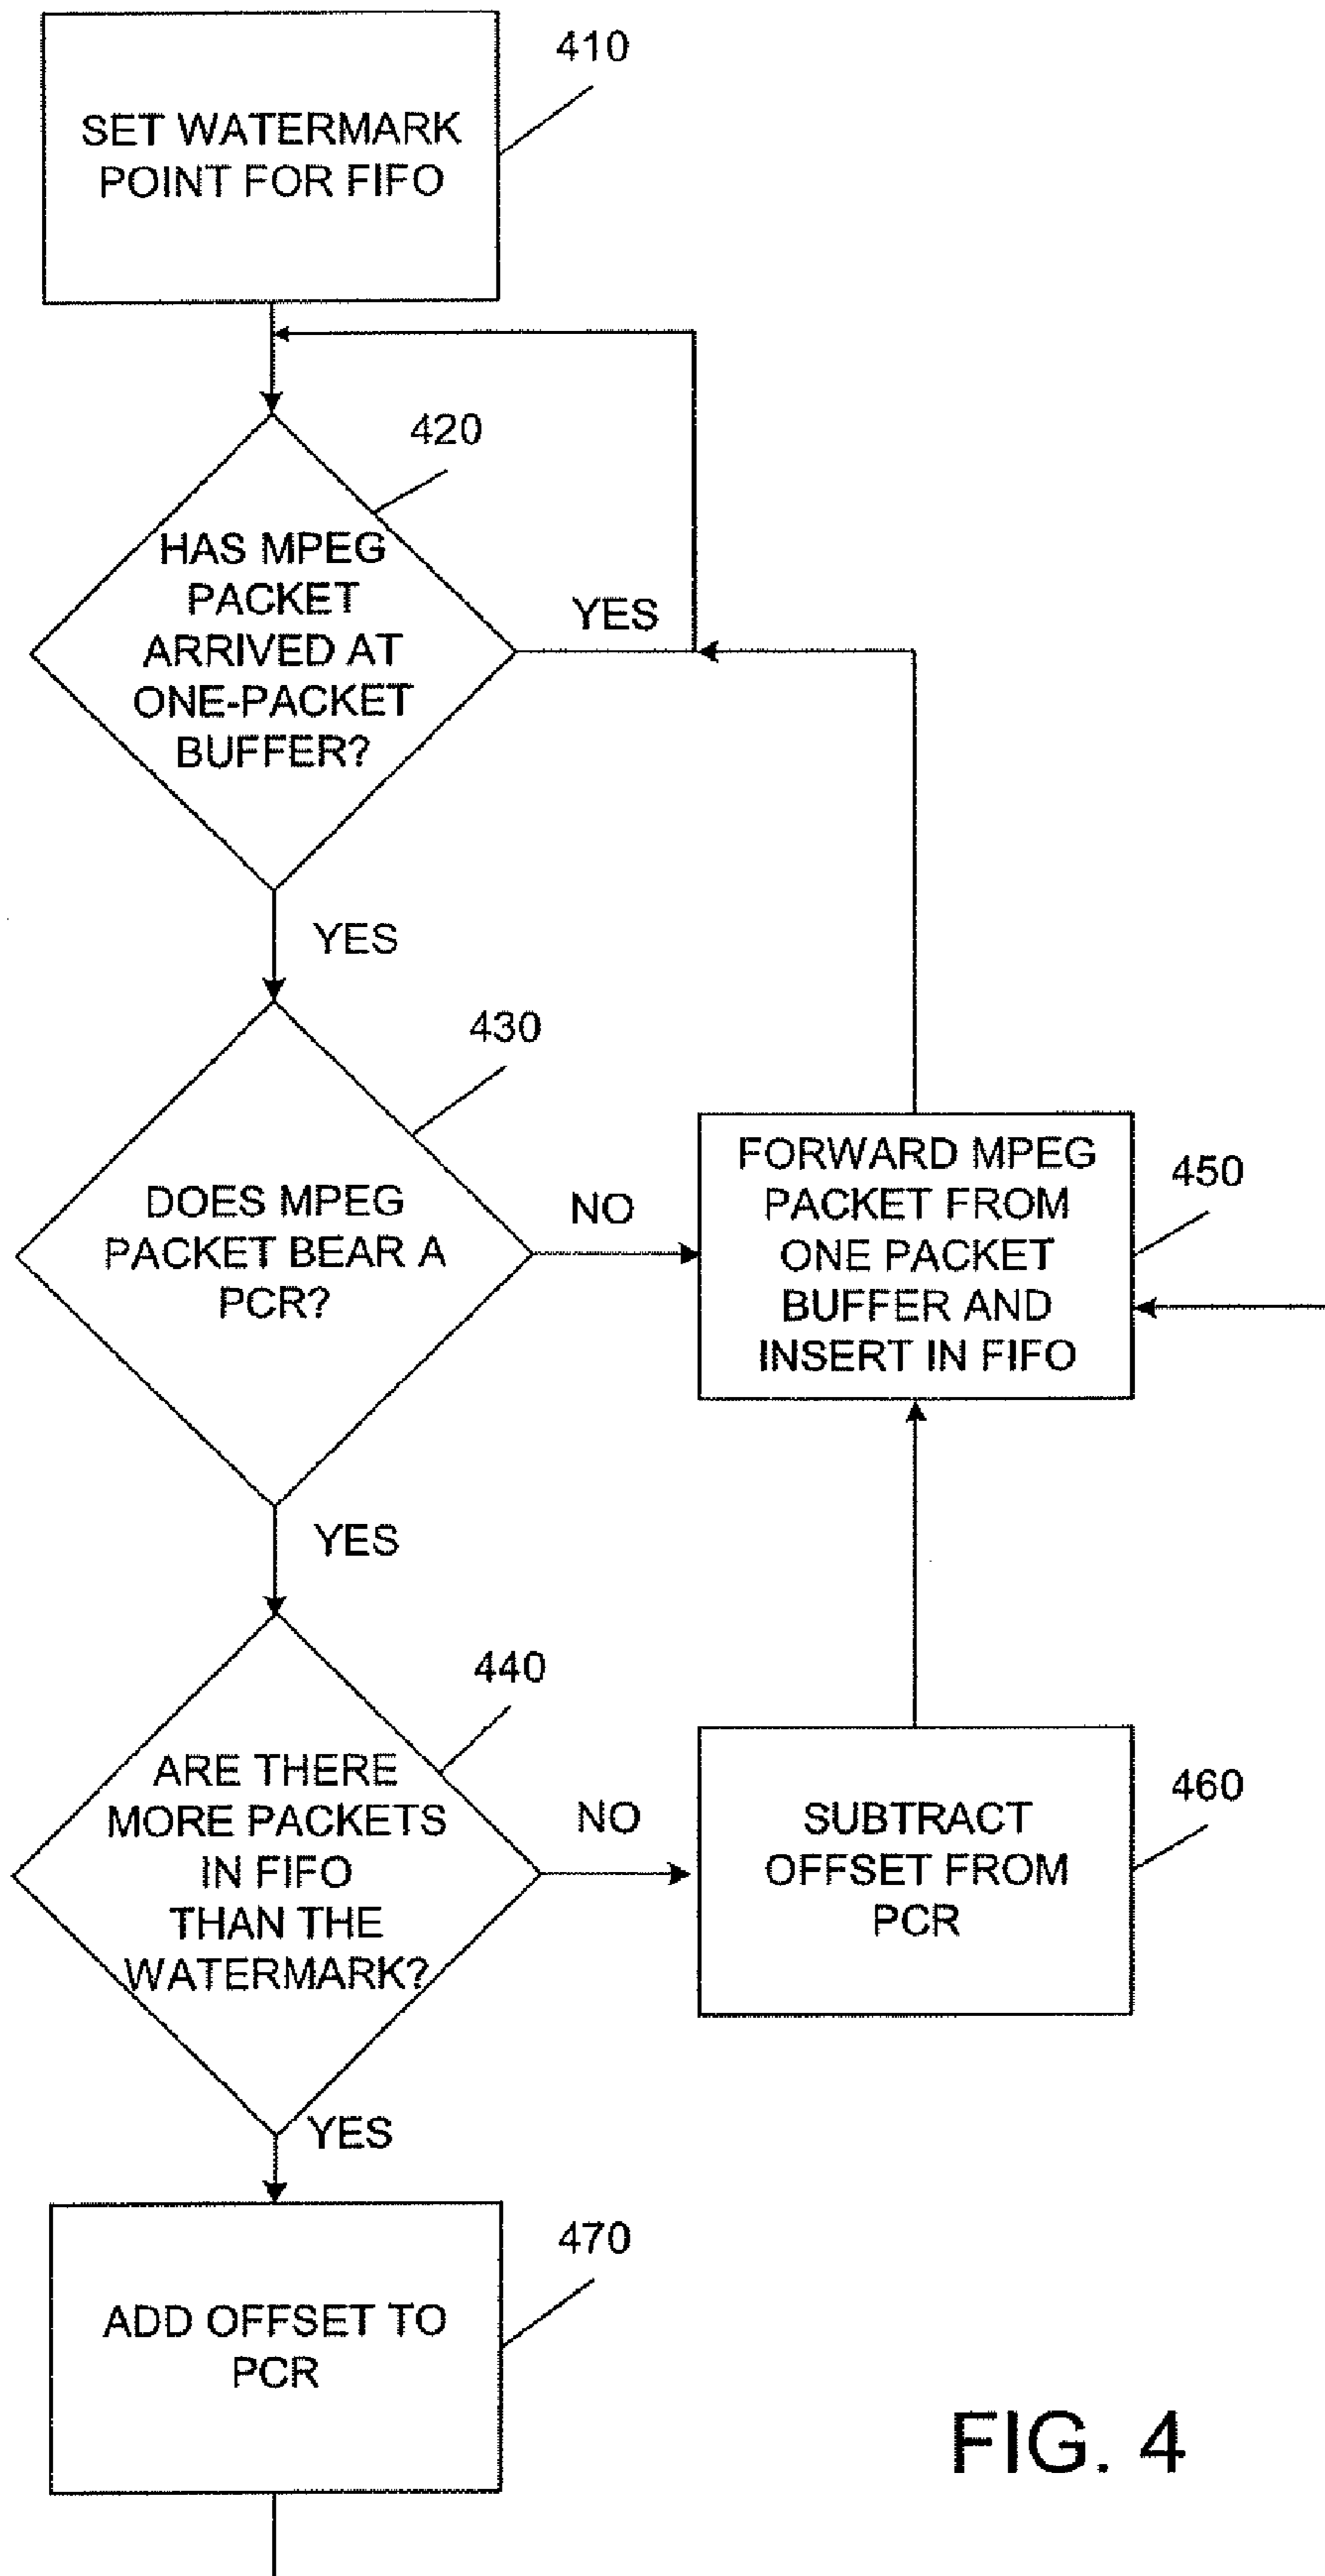 410
SET WATERMARK
POINT FOR FIFO
420
HAS MPEG
PACKET
ARRIVED AT
ONE-PACKET
BUFFER?
YES
YES
430
DOES MPEG
PACKET BEAR A
PCR?
NO
FORWARD MPEG
PACKET FROM
ONE PACKET
BUFFER AND
INSERT IN FIFO
450
YES
440
ARE THERE
MORE PACKETS
IN FIFO
THAN THE
WATERMARK?
NO
SUBTRACT
OFFSET FROM
PCR
460
YES
470
ADD OFFSET TO
PCR
FIG. 4